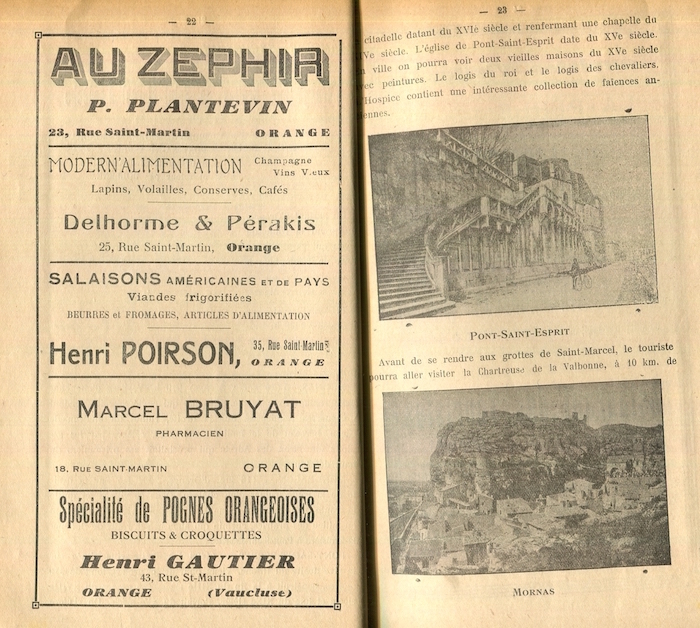 — 22 —
AU ZEPHIR
P. PLANTEVIN
23, Rue Saint-Martin ORANGE
MODERN'ALIMENTATION Champagne
Vins Vieux
Lapins, Volailles, Conserves, Cafés
Delhorme & Pérakis
25, Rue Saint-Martin, Orange
SALAISONS AMÉRICAINES ET DE PAYS
Viandes frigorifiées
BEURRES et FROMAGES, ARTICLES D'ALIMENTATION
Henri POIRSON, 35, Rue Saint-Martin
ORANGE
MARCEL BRUYAT
PHARMACIEN
18. RUE SAINT-MARTIN ORANGE
Spécialité de POGNES ORANGEOISES
BISCUITS & CROQUETTES
Henri GAUTIER
43, Rue St-Martin
ORANGE (Vaucluse)
— 23 —
citadelle datant du XVIe siècle et renfermant une chapelle du
Ve siècle. L'église de Pont-Saint-Esprit date du XVe siècle.
ville on pourra voir deux vieilles maisons du XVe siècle
ec peintures. Le logis du roi et le logis des chevaliers.
'Hospice contient une intéressante collection de faïences an-
iennes.
PONT-SAINT-ESPRIT
Avant de se rendre aux grottes de Saint-Marcel, le touriste
pourra aller visiter la Chartreuse de la Valbonne, à 10 km. de
MORNAS